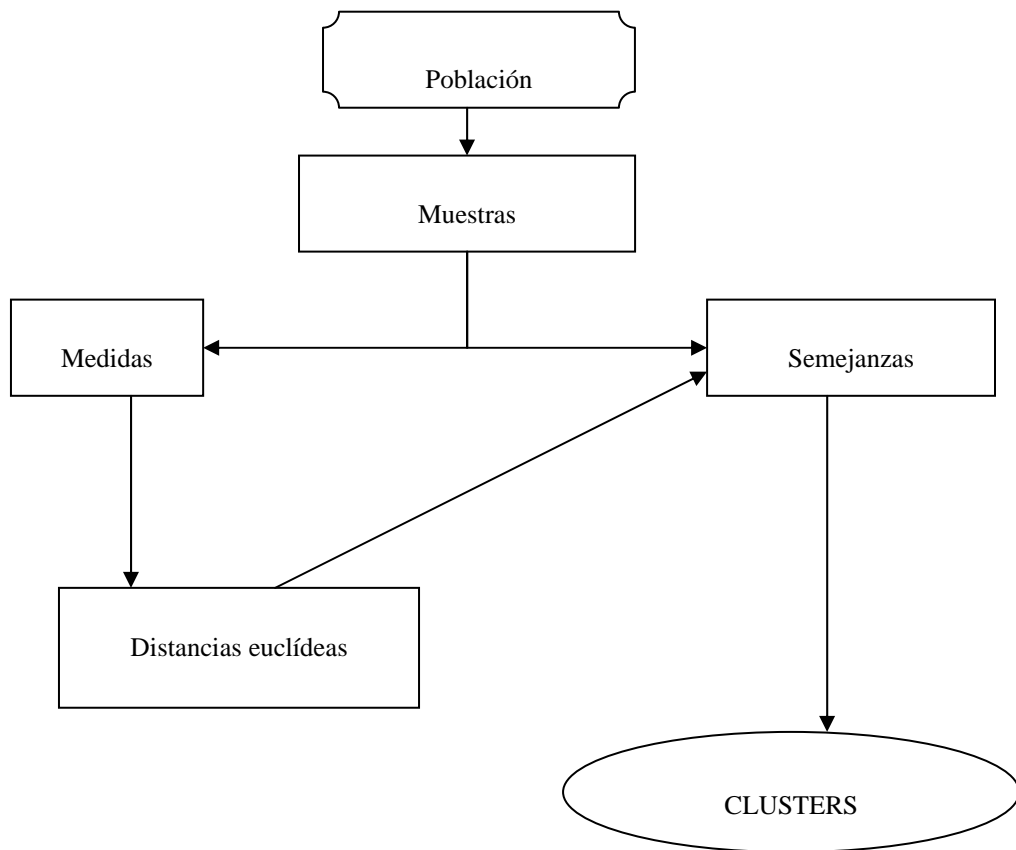 Población
Muestras
Medidas
Semejanzas
Distancias euclídeas
CLUSTERS